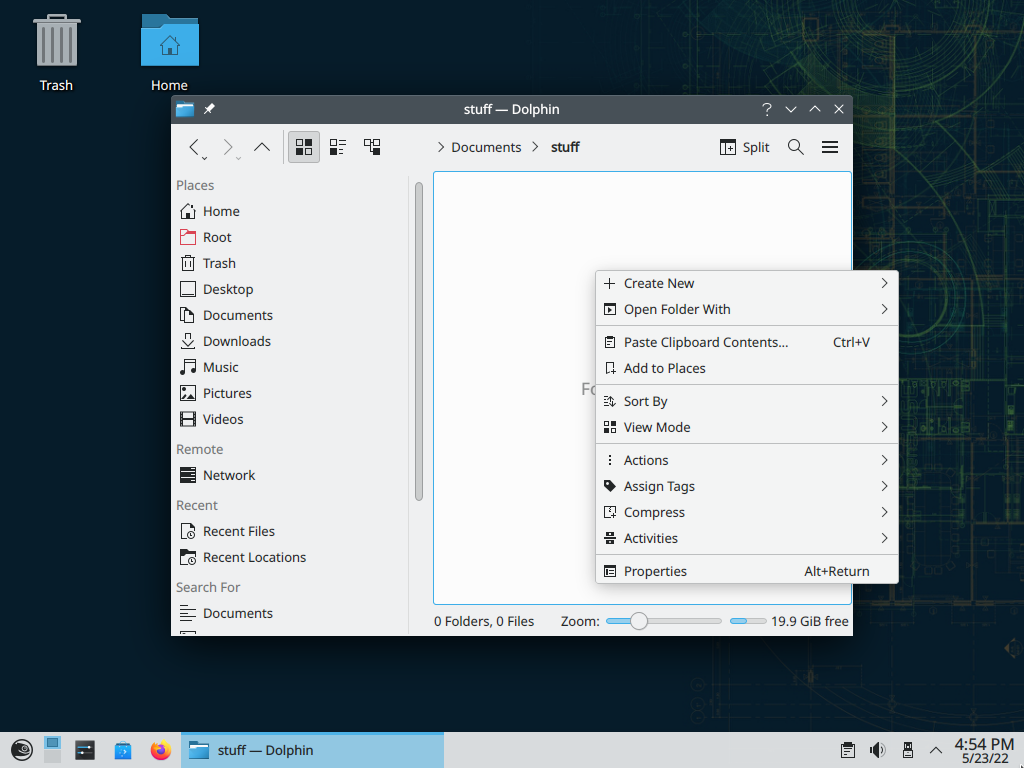 Trash
Home
stuff — Dolphin
Documents
stuff
Split
Places
Home
Root
Trash
Desktop
Documents
Downloads
Music
Pictures
Videos
Remote
Network
Recent
Recent Files
Recent Locations
Search For
Documents
Create New
Open Folder With
Paste Clipboard Contents... Ctrl+V
Add to Places
Sort By
View Mode
Actions
Assign Tags
Compress
Activities
Properties Alt+Return
0 Folders, 0 Files Zoom: 19.9 GiB free
stuff — Dolphin
4:54 PM
5/23/22